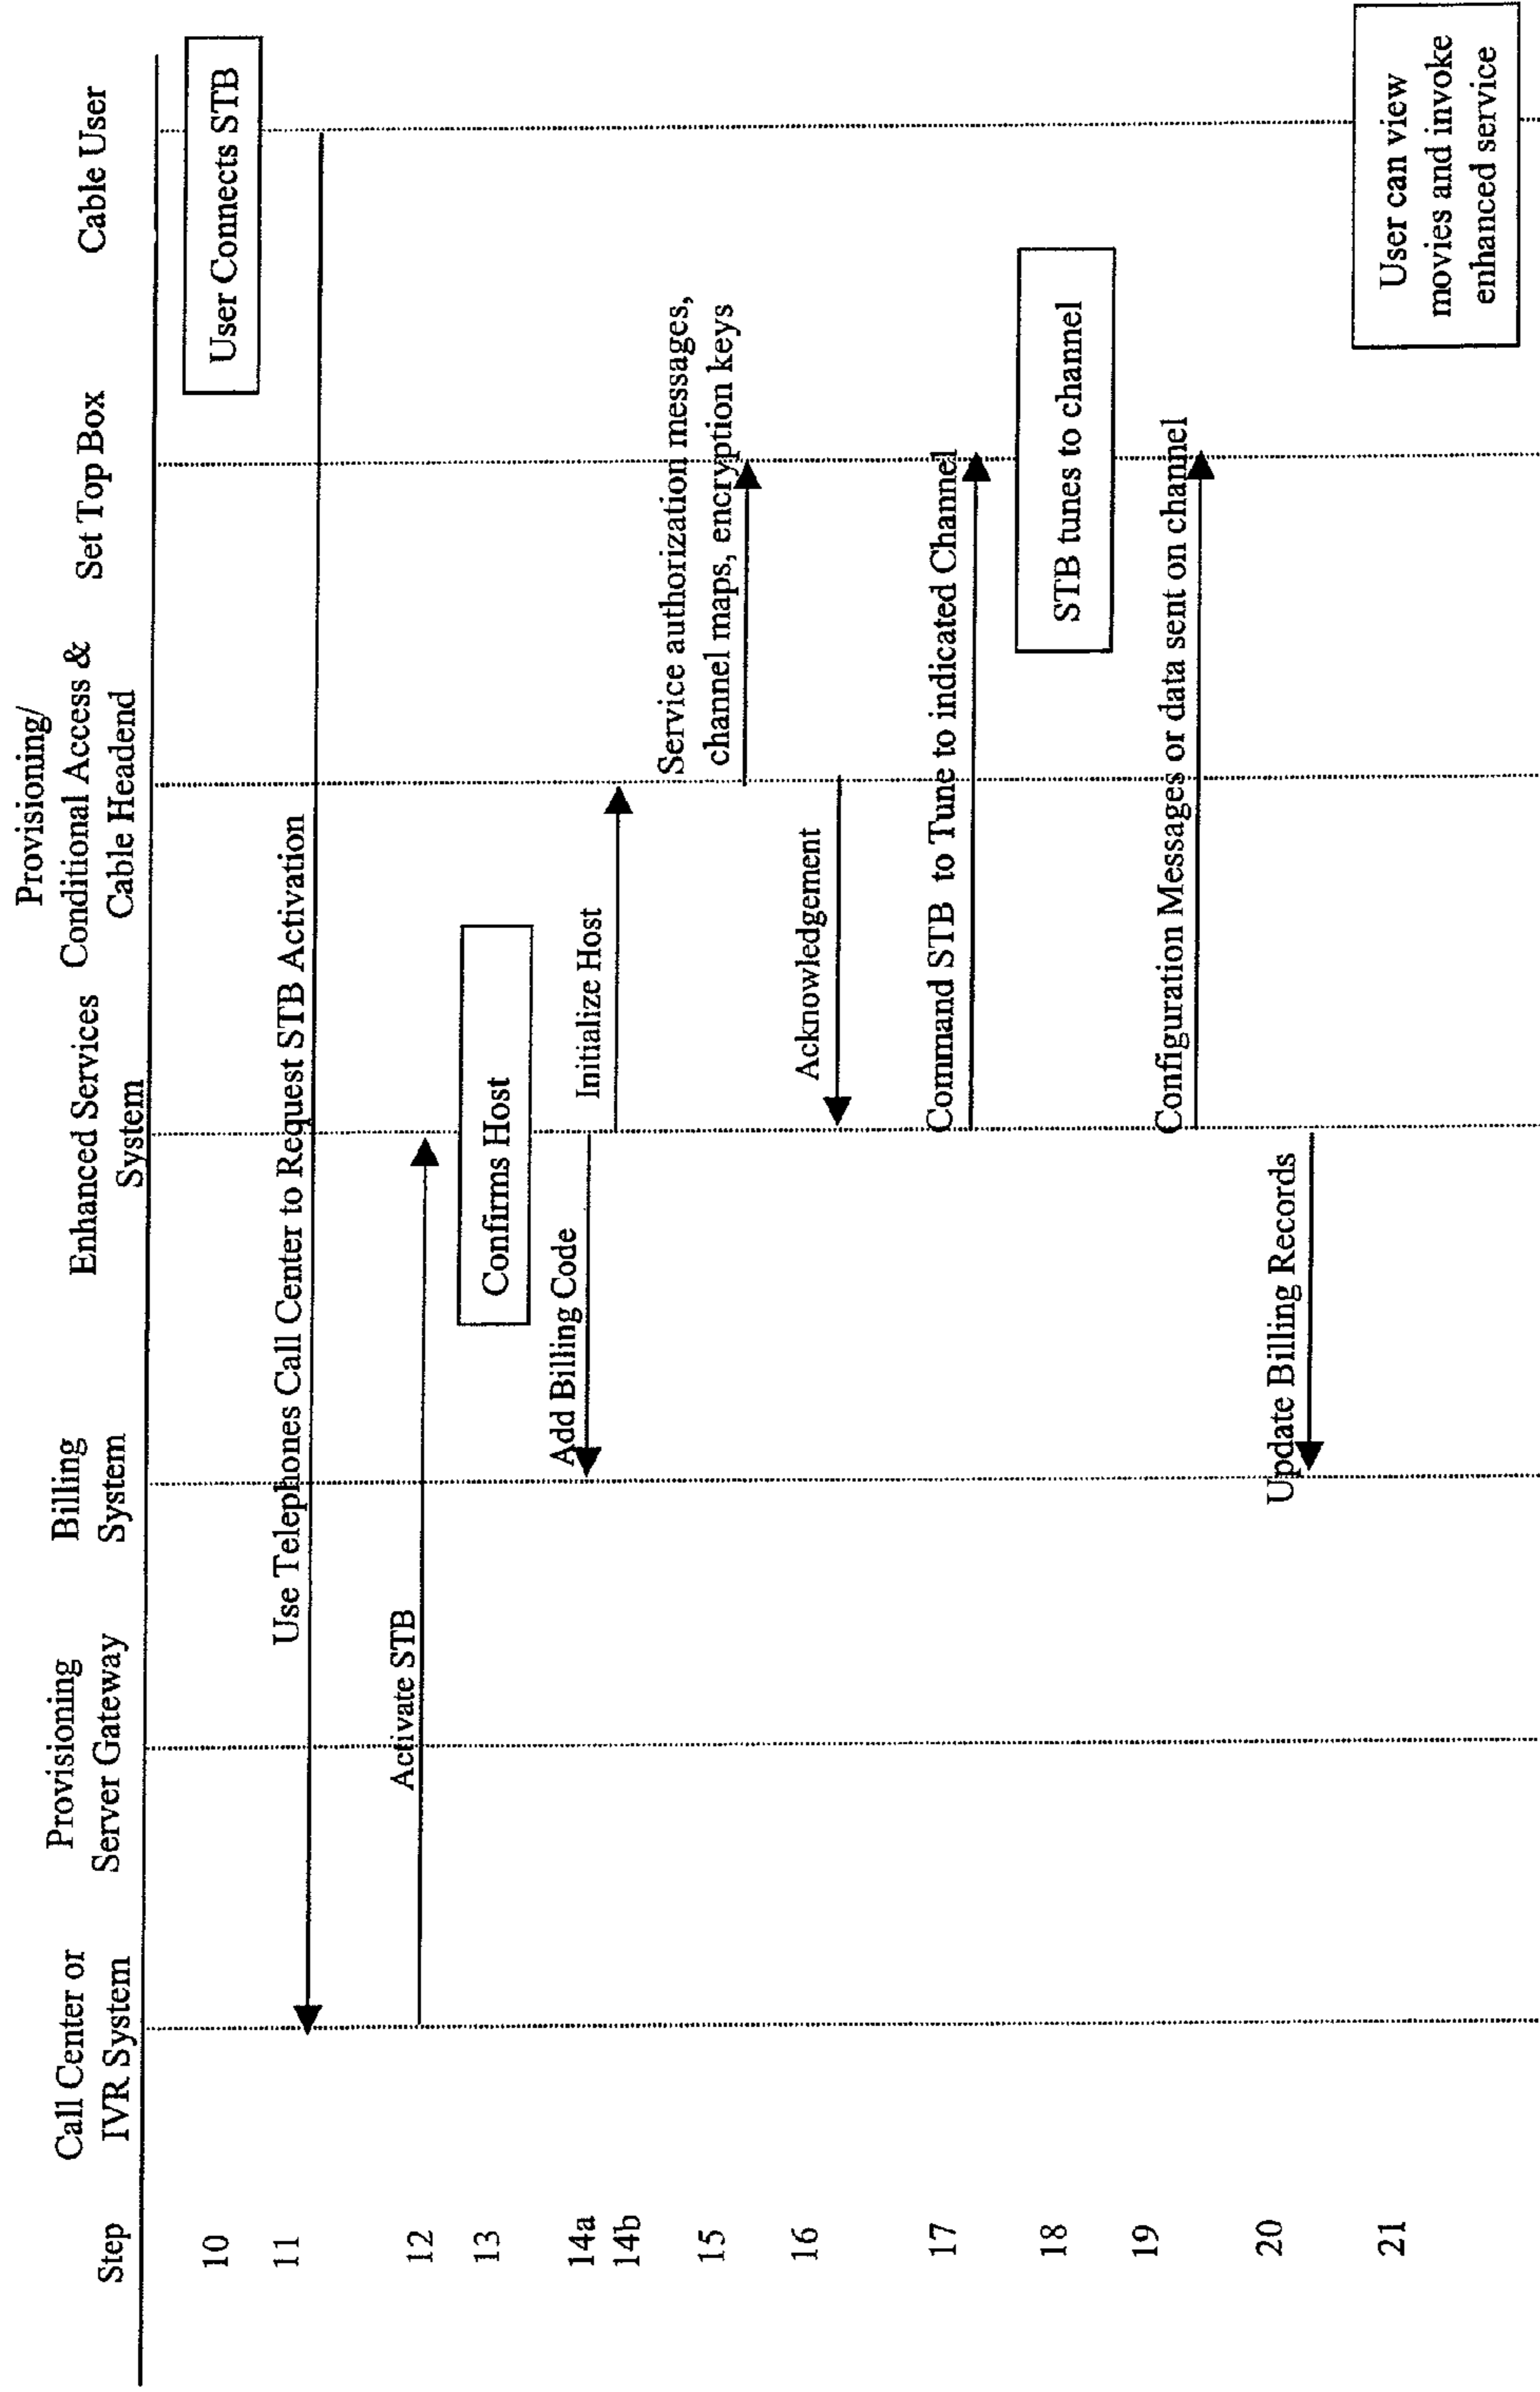 Step
Call Center or
IVR System
Provisioning
Server Gateway
Billing
System
Enhanced Services
System
Provisioning/
Conditional Access &
Cable Headend
Set Top Box
Cable User
10
User Connects STB
11
Use Telephones Call Center to Request STB Activation
12
Activate STB
13
Confirms Host
14a
Add Billing Code
14b
Initialize Host
15
Service authorization messages,
channel maps, encryption keys
16
Acknowledgement
17
Command STB to Tune to indicated Channel
18
STB tunes to channel
19
Configuration Messages or data sent on channel
20
Update Billing Records
21
User can view
movies and invoke
enhanced service